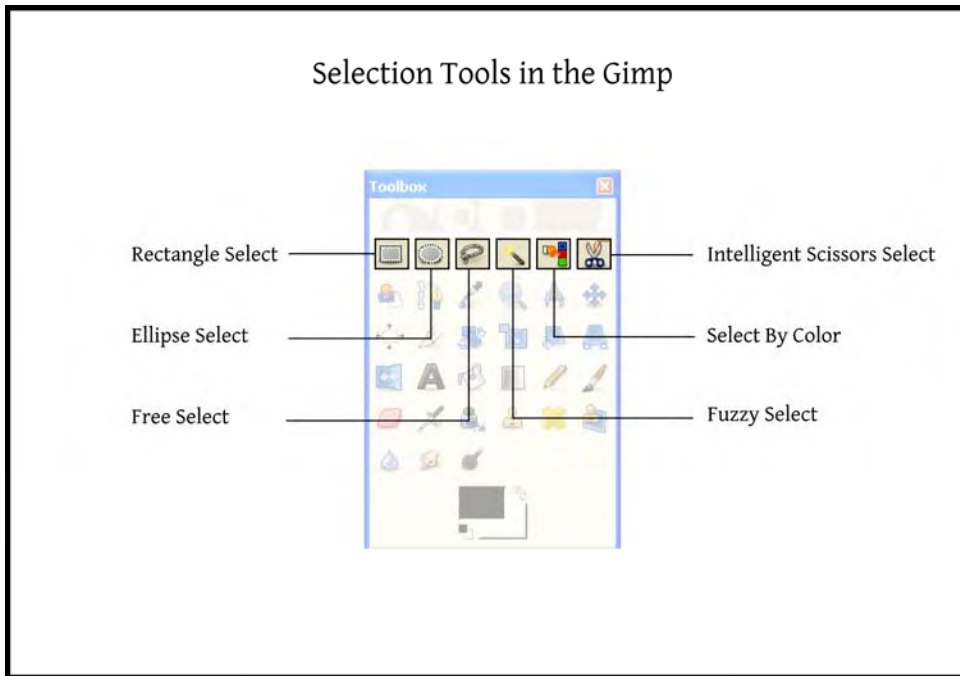 Selection Tools in the Gimp
Toolbox
Rectangle Select
Intelligent Scissors Select
Ellipse Select
Select By Color
Free Select
Fuzzy Select